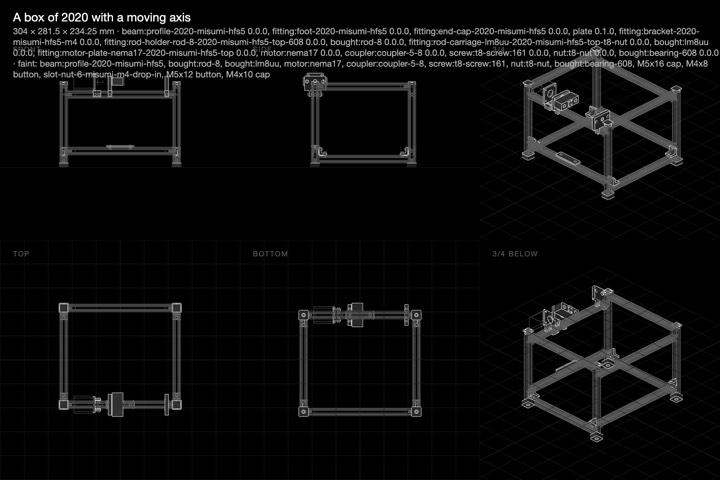 A box of 2020 with a moving axis
304 × 281.5 × 234.25 mm · beam:profile-2020-misumi-hfs5 0.0.0, fitting:foot-2020-misumi-hfs5 0.0.0, fitting:end-cap-2020-misumi-hfs5 0.0.0, plate 0.1.0, fitting:bracket-2020-
misumi-hfs5-m4 0.0.0, fitting:rod-holder-rod-8-2020-misumi-hfs5-top-608 0.0.0, bought:rod-8 0.0.0, fitting:rod-carriage-lm8uu-2020-misumi-hfs5-top-t8-nut 0.0.0, bought:lm8uu
0.0.0, fitting:motor-plate-nema17-2020-misumi-hfs5-top 0.0.0, motor:nema17 0.0.0, coupler:coupler-5-8 0.0.0, screw:t8-screw:161 0.0.0, nut:t8-nut 0.0.0, bought:bearing-608 0.0.0
· faint: beam:profile-2020-misumi-hfs5, bought:rod-8, bought:lm8uu, motor:nema17, coupler:coupler-5-8, screw:t8-screw:161, nut:t8-nut, bought:bearing-608, M5x16 cap, M4x8
button, slot-nut-6-misumi-m4-drop-in, M5x12 button, M4x10 cap
TOP
BOTTOM
3/4 BELOW